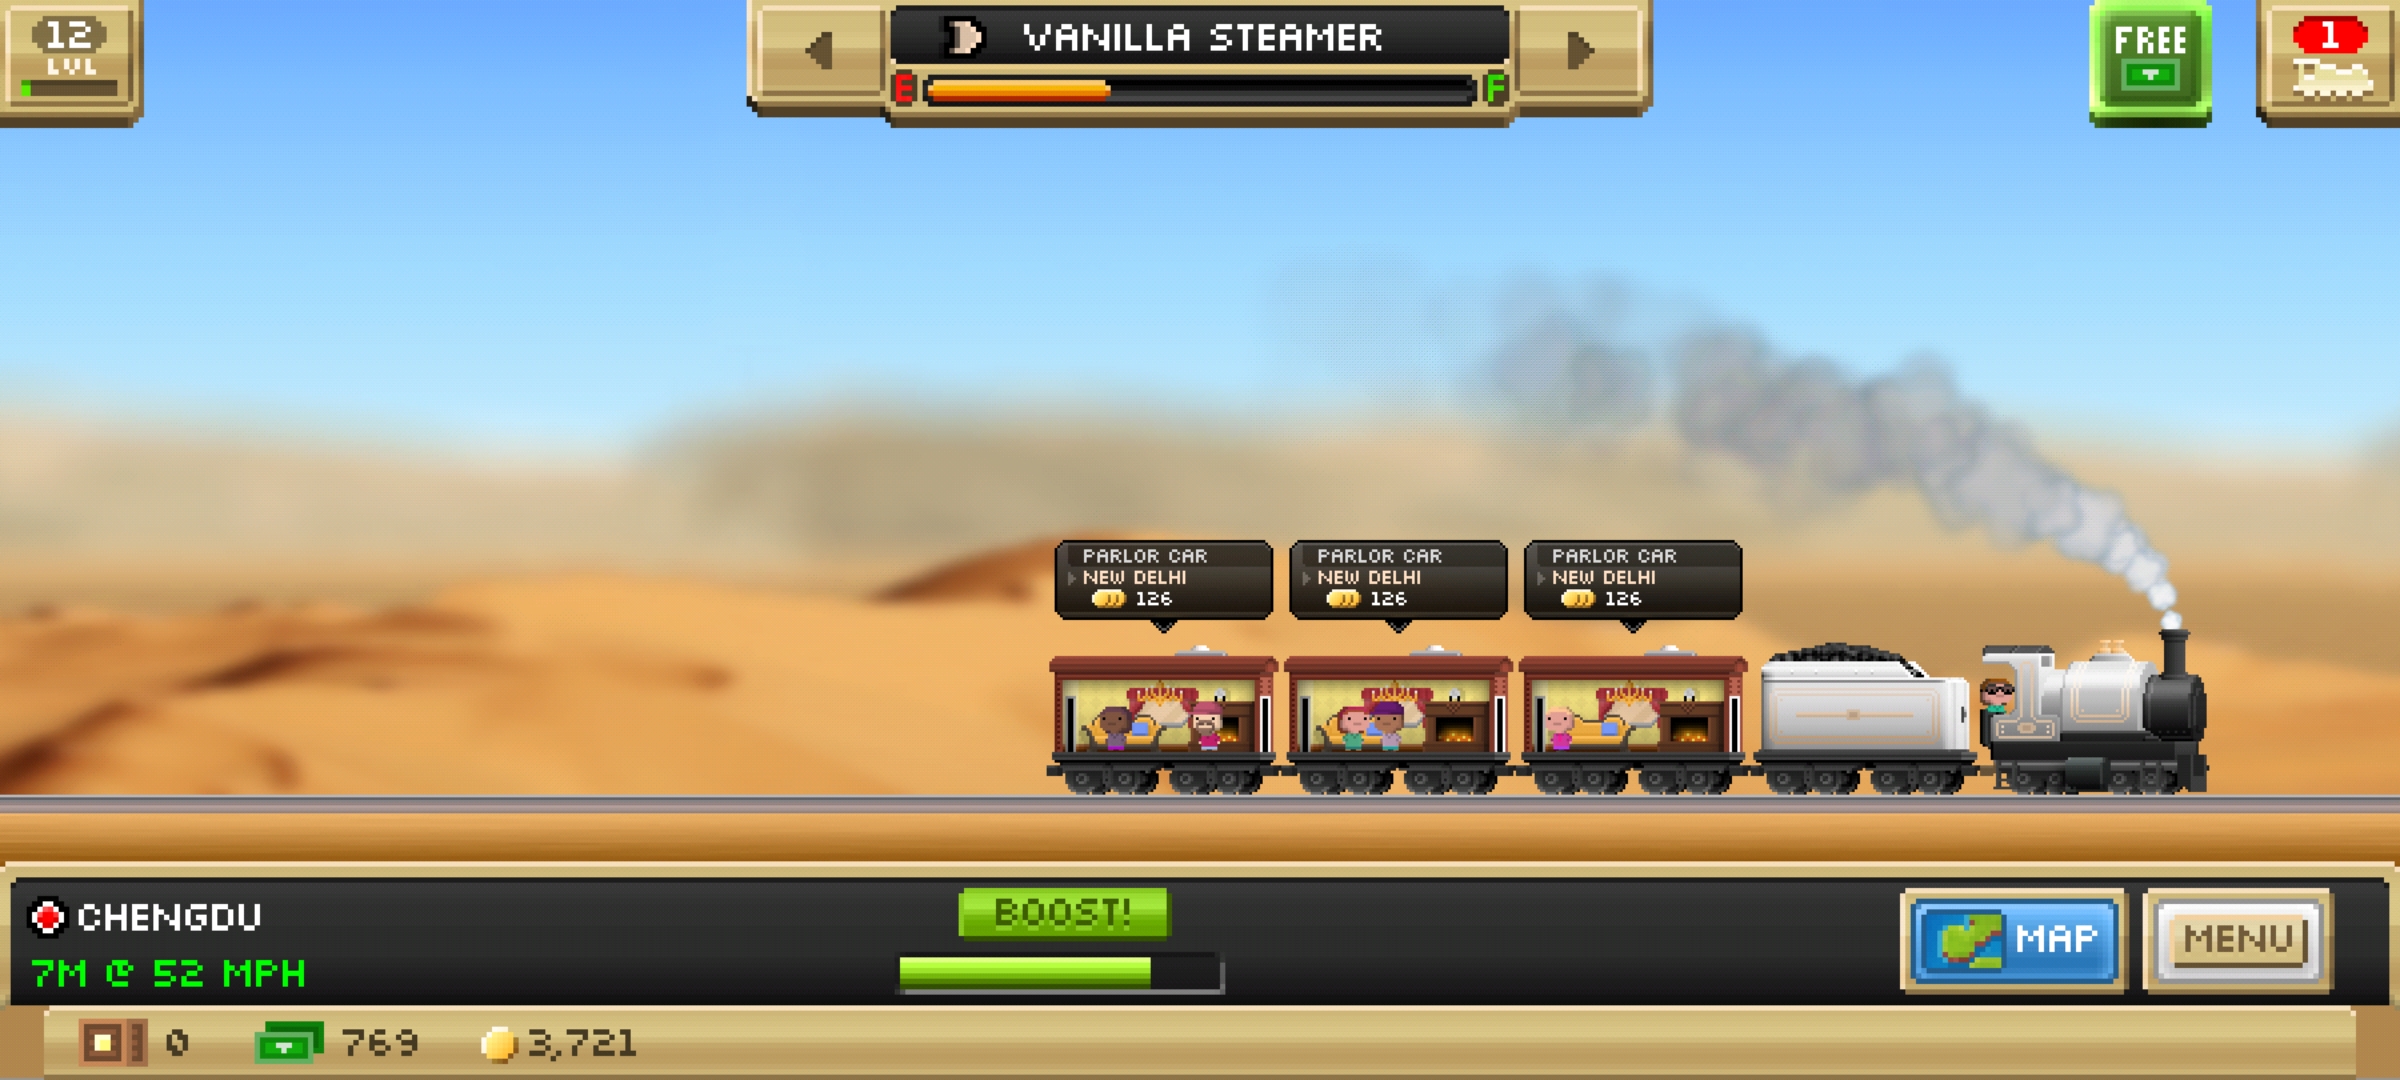 12
LVL
VANILLA STEAMER
E
F
FREE
1
PARLOR CAR
NEW DELHI
126
PARLOR CAR
NEW DELHI
126
PARLOR CAR
NEW DELHI
126
CHENGDU
7M @ 52 MPH
BOOST!
MAP
MENU
0
769
3,721